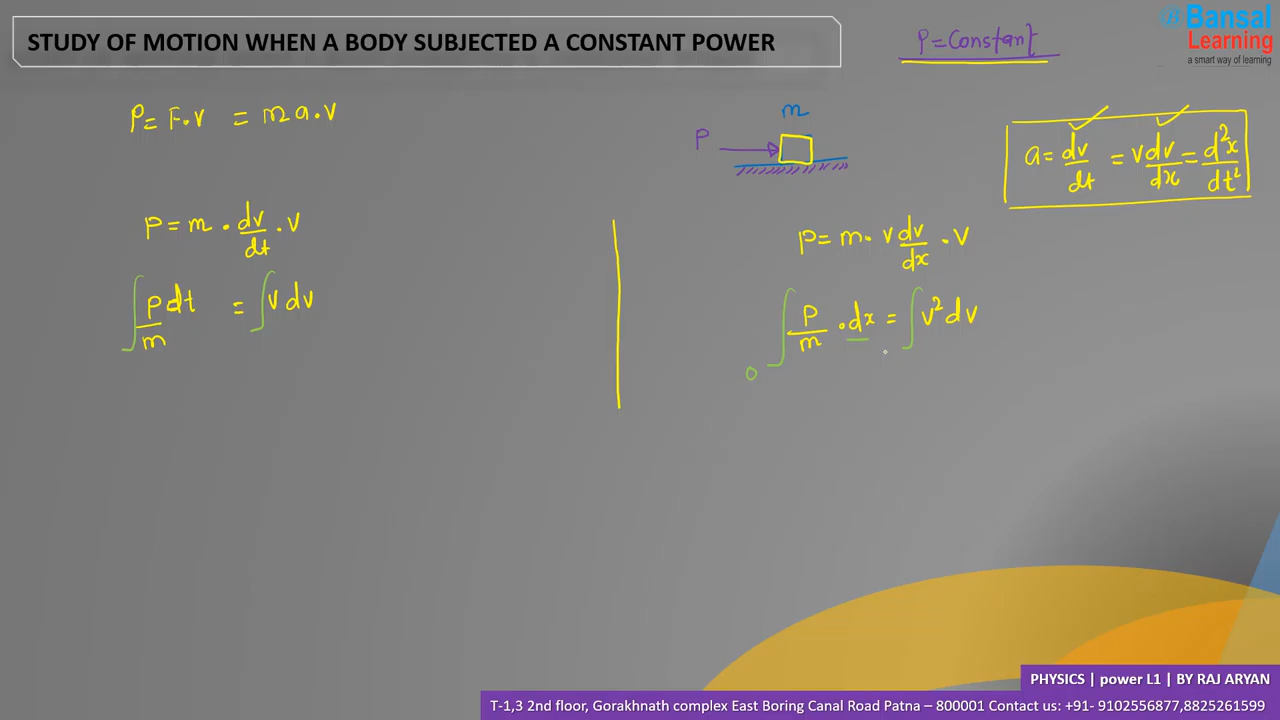 STUDY OF MOTION WHEN A BODY SUBJECTED A CONSTANT POWER
P = Constant
Bansal
Learning
a smart way of learning
P = F·v = m a·v
m
P
a = dv/dt = v dv/dx = d²x/dt²
P = m · dv/dt · v
∫ P/m dt = ∫ v dv
P = m · v dv/dx · v
∫ P/m · dx = ∫ v² dv
0
PHYSICS | power L1 | BY RAJ ARYAN
T-1,3 2nd floor, Gorakhnath complex East Boring Canal Road Patna – 800001 Contact us: +91- 9102556877,8825261599